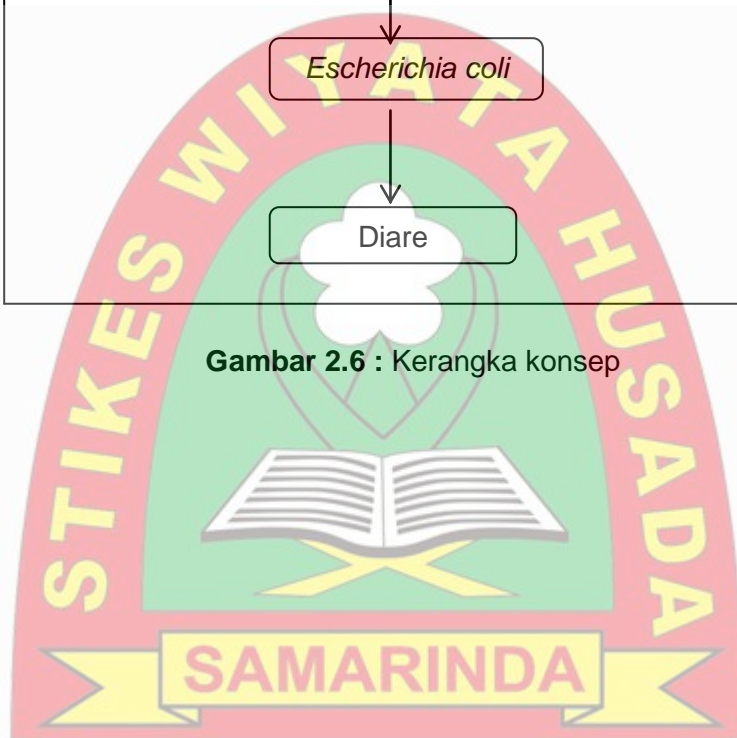 Escherichia coli
Diare
Gambar 2.6 : Kerangka konsep
STIKES WIYATA HUSADA
SAMARINDA